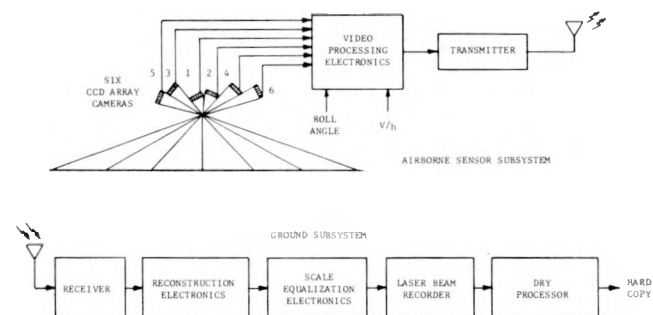 VIDEO
PROCESSING
ELECTRONICS
TRANSMITTER
5 3 1 2 4
6
SIX
CCD ARRAY
CAMERAS
ROLL
ANGLE
V/h
AIRBORNE SENSOR SUBSYSTEM
GROUND SUBSYSTEM
RECEIVER
RECONSTRUCTION
ELECTRONICS
SCALE
EQUALIZATION
ELECTRONICS
LASER BEAM
RECORDER
DRY
PROCESSOR
HARD
COPY